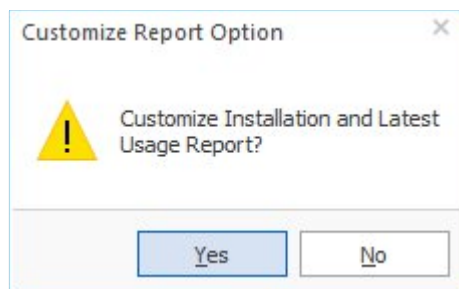 Customize Report Option
Customize Installation and Latest
Usage Report?
Yes
No